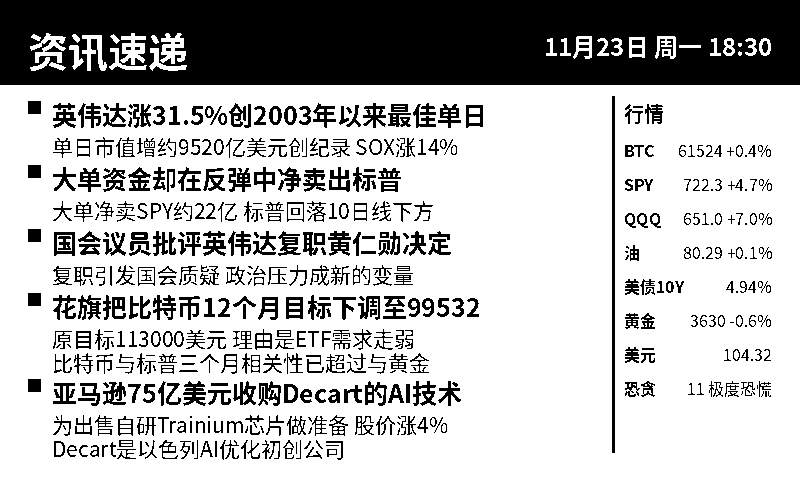 资讯速递
11月23日 周一 18:30
英伟达涨31.5%创2003年以来最佳单日
单日市值增约9520亿美元创纪录 SOX涨14%
大单资金却在反弹中净卖出标普
大单净卖SPY约22亿 标普回落10日线下方
国会议员批评英伟达复职黄仁勋决定
复职引发国会质疑 政治压力成新的变量
花旗把比特币12个月目标下调至99532
原目标113000美元 理由是ETF需求走弱
比特币与标普三个月相关性已超过与黄金
亚马逊75亿美元收购Decart的AI技术
为出售自研Trainium芯片做准备 股价涨4%
Decart是以色列AI优化初创公司
行情
BTC 61524 +0.4%
SPY 722.3 +4.7%
QQQ 651.0 +7.0%
油 80.29 +0.1%
美债10Y 4.94%
黄金 3630 -0.6%
美元 104.32
恐贪 11 极度恐慌